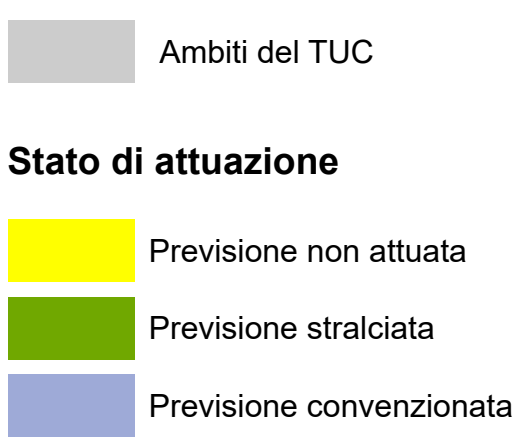 Ambiti del TUC
Stato di attuazione
Previsione non attuata
Previsione stralciata
Previsione convenzionata